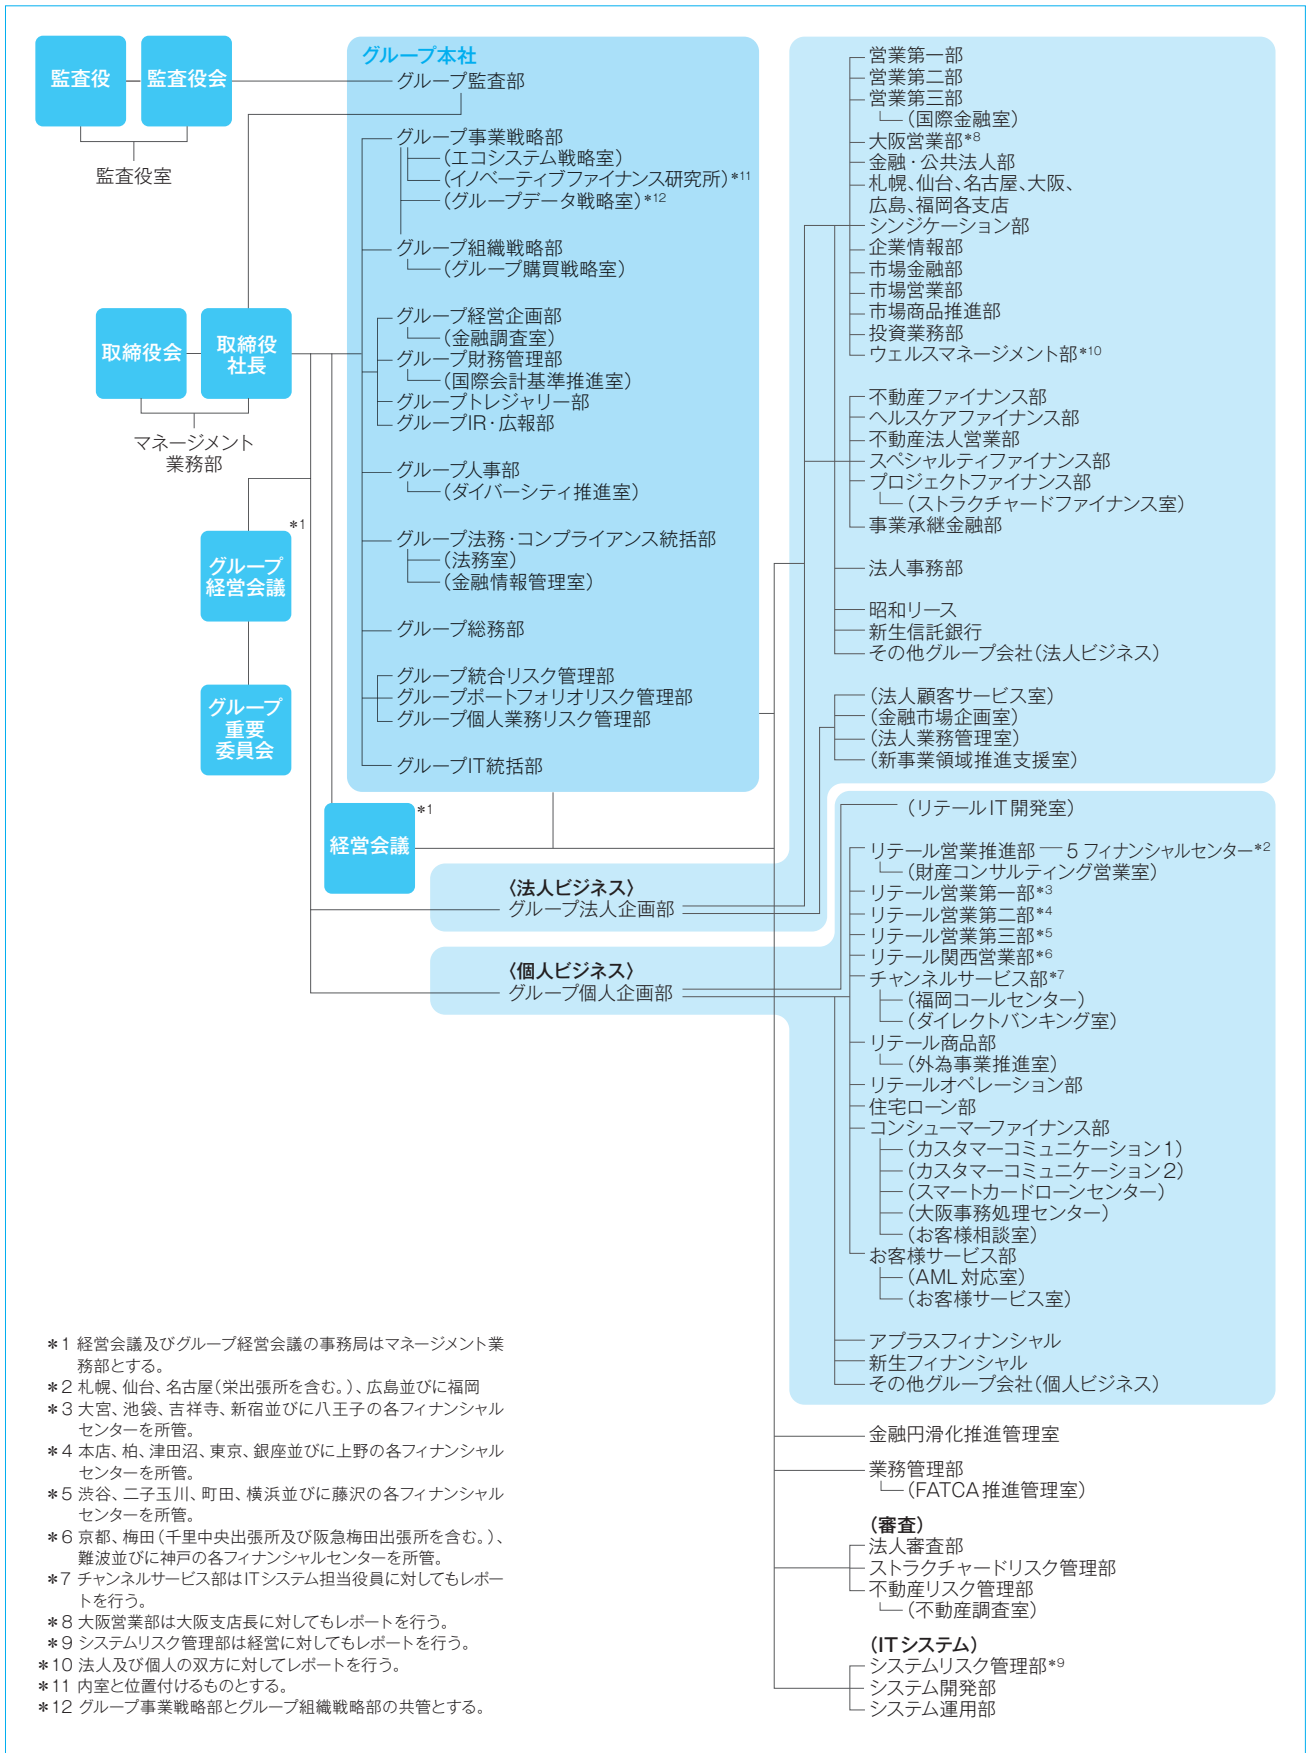 監査役
監査役会
監査役室
取締役会
取締役
社長
マネージメント
業務部
*1
グループ
経営会議
グループ
重要
委員会
グループ本社
グループ監査部
グループ事業戦略部
(エコシステム戦略室)
(イノベーティブファイナンス研究所)*11
(グループデータ戦略室)*12
グループ組織戦略部
(グループ購買戦略室)
グループ経営企画部
(金融調査室)
グループ財務管理部
(国際会計基準推進室)
グループトレジャリー部
グループIR・広報部
グループ人事部
(ダイバーシティ推進室)
グループ法務・コンプライアンス統括部
(法務室)
(金融情報管理室)
グループ総務部
グループ統合リスク管理部
グループポートフォリオリスク管理部
グループ個人業務リスク管理部
グループIT統括部
経営会議
*1
〈法人ビジネス〉
グループ法人企画部
〈個人ビジネス〉
グループ個人企画部
営業第一部
営業第二部
営業第三部
(国際金融室)
大阪営業部*8
金融・公共法人部
札幌、仙台、名古屋、大阪、
広島、福岡各支店
シンジケーション部
企業情報部
市場金融部
市場営業部
市場商品推進部
投資業務部
ウェルスマネージメント部*10
不動産ファイナンス部
ヘルスケアファイナンス部
不動産法人営業部
スペシャルティファイナンス部
プロジェクトファイナンス部
(ストラクチャードファイナンス室)
事業承継金融部
法人事務部
昭和リース
新生信託銀行
その他グループ会社(法人ビジネス)
(法人顧客サービス室)
(金融市場企画室)
(法人業務管理室)
(新事業領域推進支援室)
(リテールIT開発室)
リテール営業推進部 5 フィナンシャルセンター*2
(財産コンサルティング営業室)
リテール営業第一部*3
リテール営業第二部*4
リテール営業第三部*5
リテール関西営業部*6
チャンネルサービス部*7
(福岡コールセンター)
(ダイレクトバンキング室)
リテール商品部
(外為事業推進室)
リテールオペレーション部
住宅ローン部
コンシューマーファイナンス部
(カスタマーコミュニケーション1)
(カスタマーコミュニケーション2)
(スマートカードローンセンター)
(大阪事務処理センター)
(お客様相談室)
お客様サービス部
(AML対応室)
(お客様サービス室)
アプラスフィナンシャル
新生フィナンシャル
その他グループ会社(個人ビジネス)
金融円滑化推進管理室
業務管理部
(FATCA推進管理室)
(審査)
法人審査部
ストラクチャードリスク管理部
不動産リスク管理部
(不動産調査室)
(ITシステム)
システムリスク管理部*9
システム開発部
システム運用部
*1 経営会議及びグループ経営会議の事務局はマネージメント業
務部とする。
*2 札幌、仙台、名古屋(栄出張所を含む。)、広島並びに福岡
*3 大宮、池袋、吉祥寺、新宿並びに八王子の各フィナンシャル
センターを所管。
*4 本店、柏、津田沼、東京、銀座並びに上野の各フィナンシャル
センターを所管。
*5 渋谷、二子玉川、町田、横浜並びに藤沢の各フィナンシャル
センターを所管。
*6 京都、梅田(千里中央出張所及び阪急梅田出張所を含む。)、
難波並びに神戸の各フィナンシャルセンターを所管。
*7 チャンネルサービス部はITシステム担当役員に対してもレポー
トを行う。
*8 大阪営業部は大阪支店長に対してもレポートを行う。
*9 システムリスク管理部は経営に対してもレポートを行う。
*10 法人及び個人の双方に対してレポートを行う。
*11 内室と位置付けるものとする。
*12 グループ事業戦略部とグループ組織戦略部の共管とする。